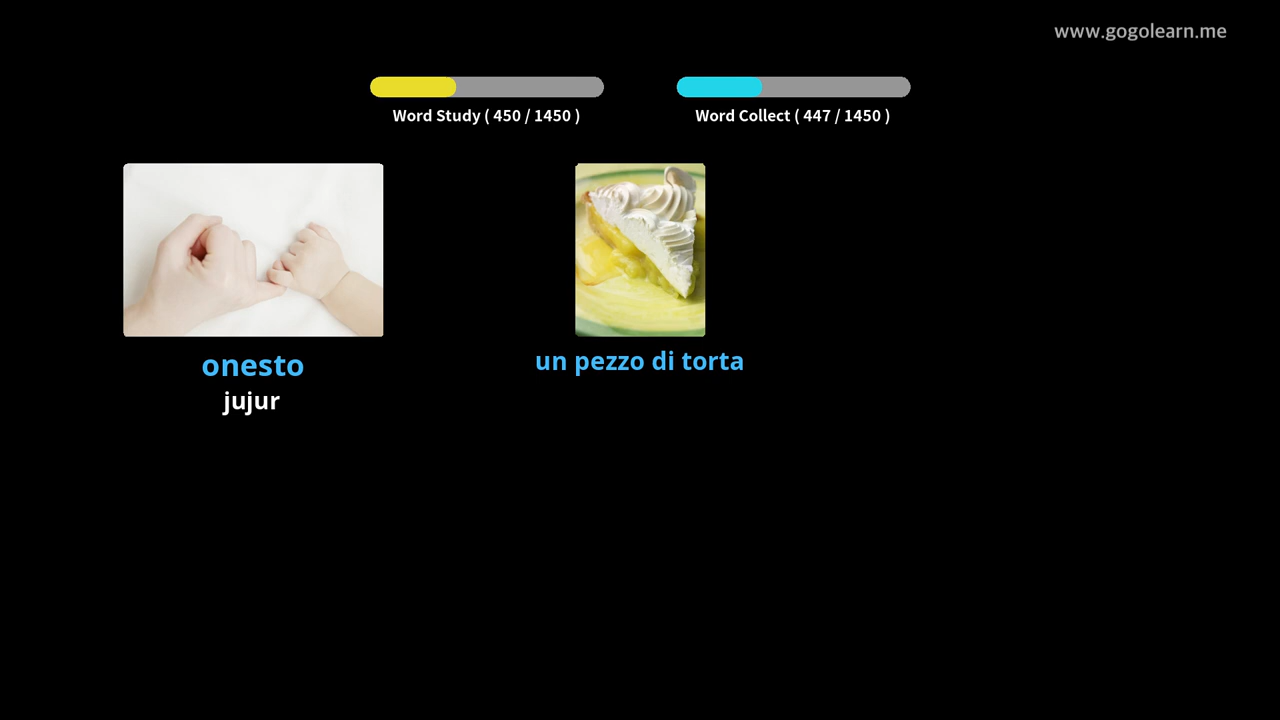 www.gogolearn.me
Word Study ( 450 / 1450 )
Word Collect ( 447 / 1450 )
onesto
jujur
un pezzo di torta